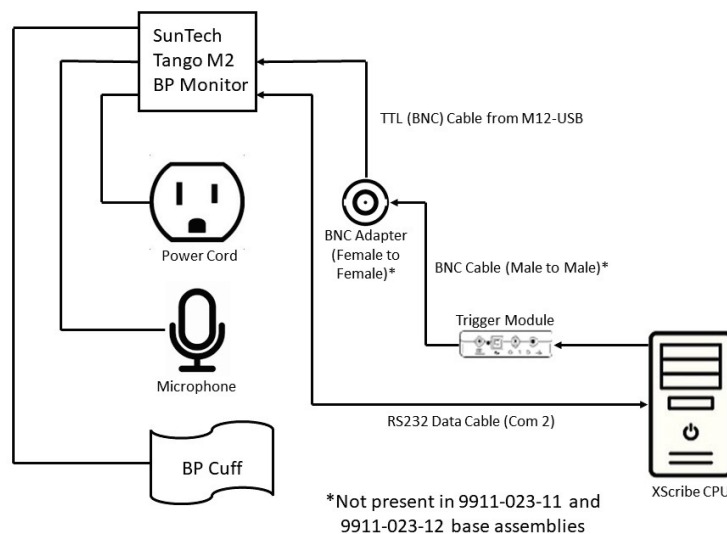 SunTech
Tango M2
BP Monitor
TTL (BNC) Cable from M12-USB
BNC Adapter
(Female to
Female)*
BNC Cable (Male to Male)*
Power Cord
Trigger Module
Microphone
RS232 Data Cable (Com 2)
BP Cuff
XScribe CPU
*Not present in 9911-023-11 and
9911-023-12 base assemblies